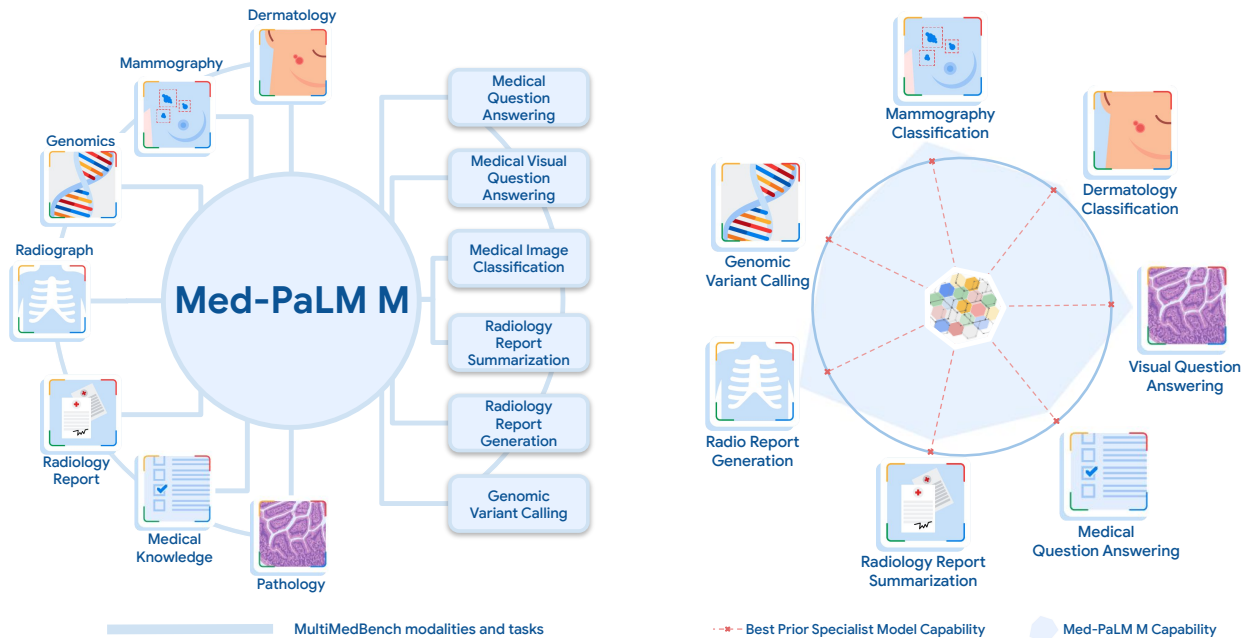 Dermatology
Mammography
Genomics
Radiograph
Radiology
Report
Medical
Knowledge
Pathology
Med-PaLM M
Medical
Question
Answering
Medical Visual
Question
Answering
Medical Image
Classification
Radiology
Report
Summarization
Radiology
Report
Generation
Genomic
Variant Calling
MultiMedBench modalities and tasks
Mammography
Classification
Dermatology
Classification
Genomic
Variant Calling
Visual Question
Answering
Radio Report
Generation
Medical
Question Answering
Radiology Report
Summarization
Best Prior Specialist Model Capability
Med-PaLM M Capability